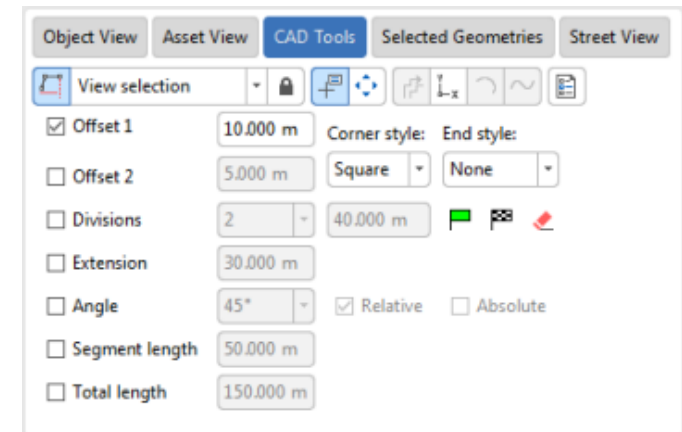 Object View Asset View CAD Tools Selected Geometries Street View
View selection
Offset 1 10.000 m Corner style: End style:
Offset 2 5.000 m Square None
Divisions 2 40.000 m
Extension 30.000 m
Angle 45° Relative Absolute
Segment length 50.000 m
Total length 150.000 m